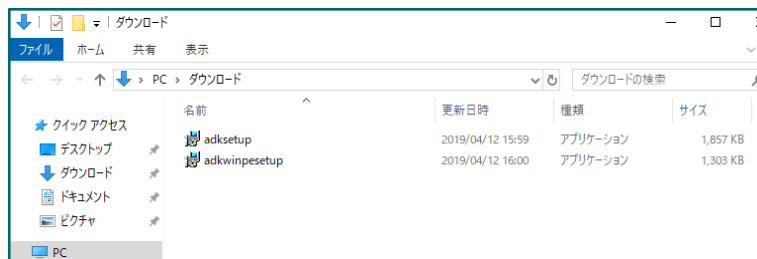 ダウンロード
ファイル ホーム 共有 表示
PC › ダウンロード ダウンロードの検索
名前 更新日時 種類 サイズ
クイック アクセス
adksetup 2019/04/12 15:59 アプリケーション 1,857 KB
デスクトップ
adkwinpesetup 2019/04/12 16:00 アプリケーション 1,303 KB
ダウンロード
ドキュメント
ピクチャ
PC